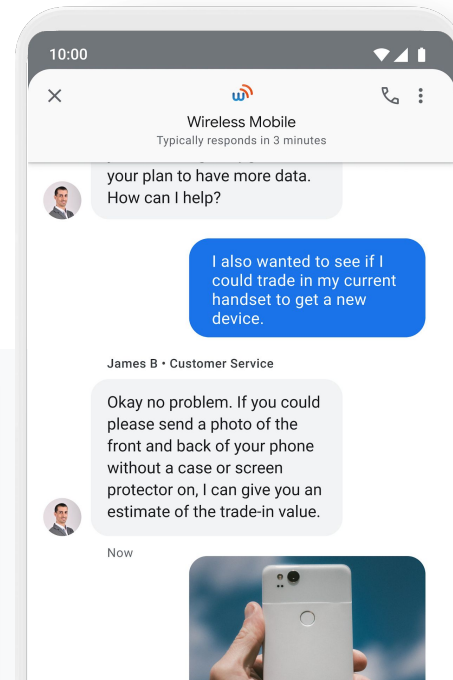 10:00
w
Wireless Mobile
Typically responds in 3 minutes
your plan to have more data.
How can I help?
I also wanted to see if I
could trade in my current
handset to get a new
device.
James B • Customer Service
Okay no problem. If you could
please send a photo of the
front and back of your phone
without a case or screen
protector on, I can give you an
estimate of the trade-in value.
Now